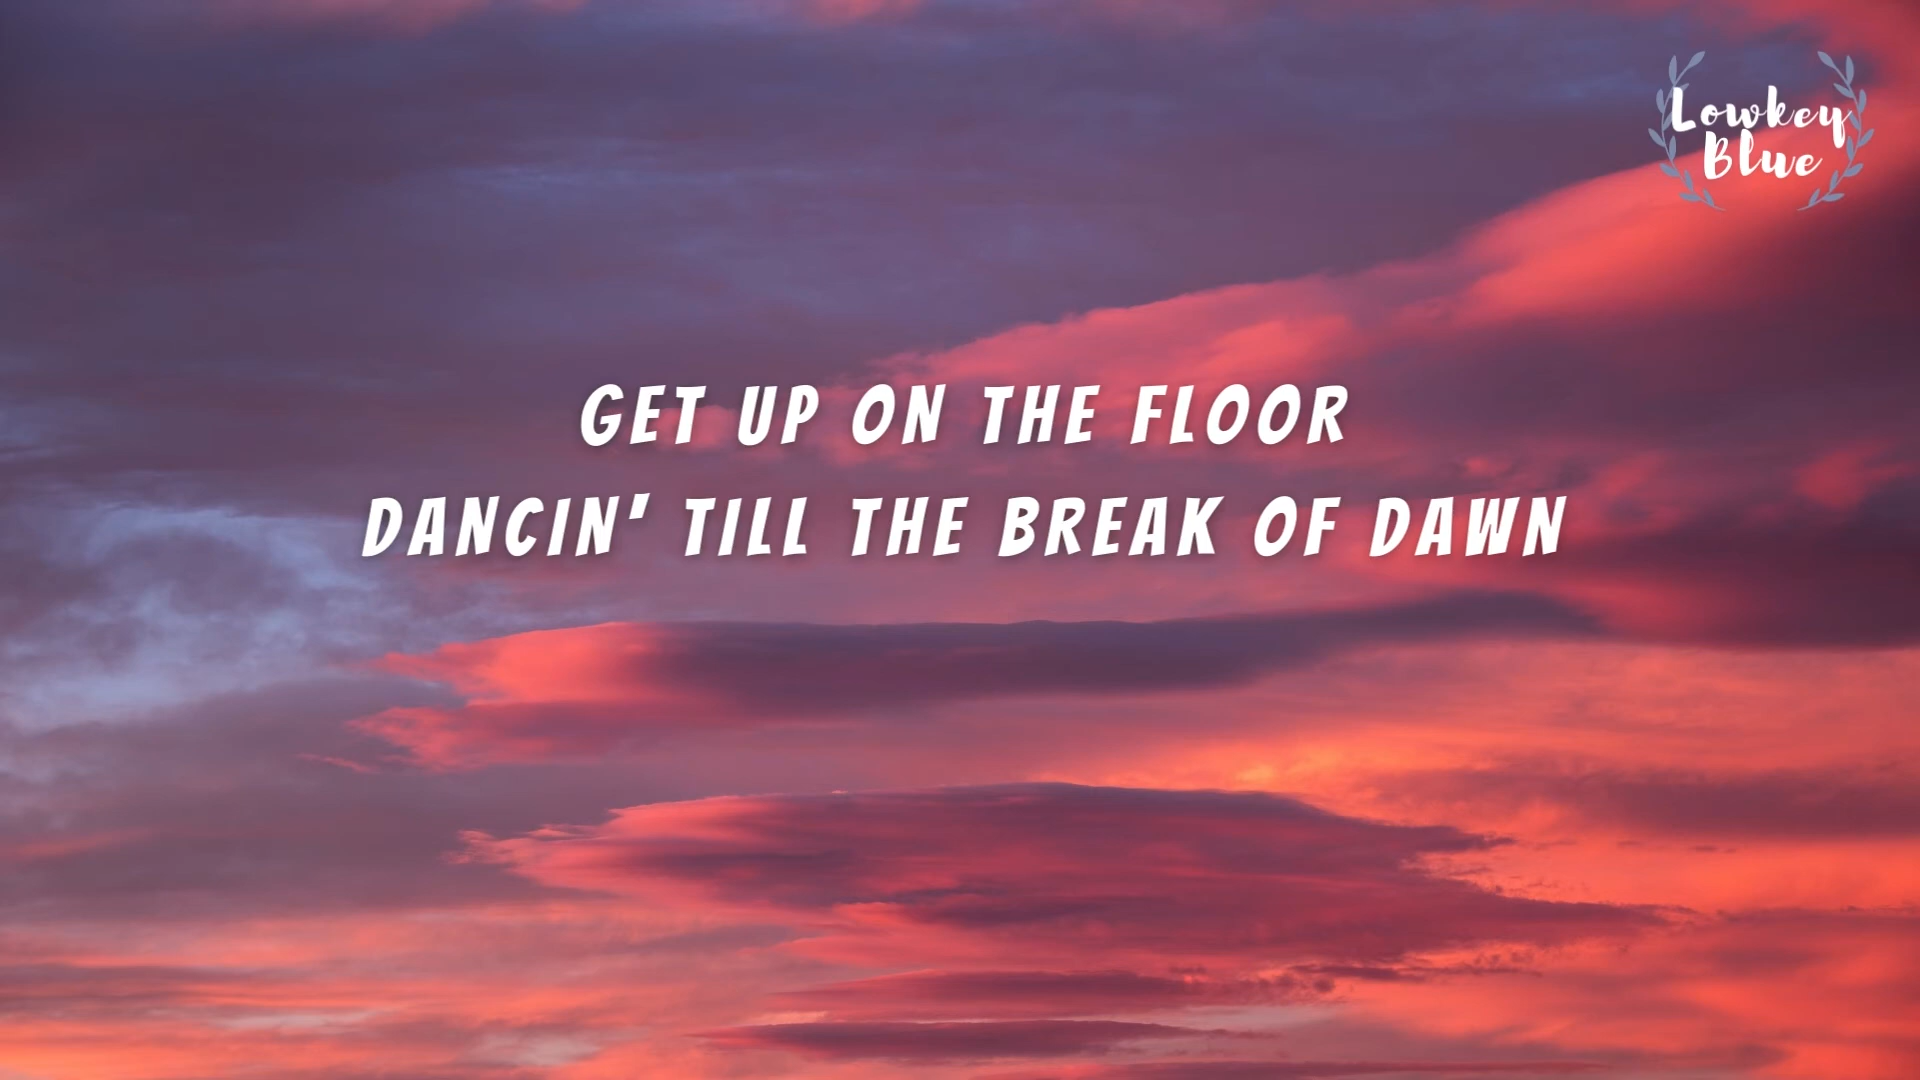 Lowkey
Blue
GET UP ON THE FLOOR
DANCIN' TILL THE BREAK OF DAWN